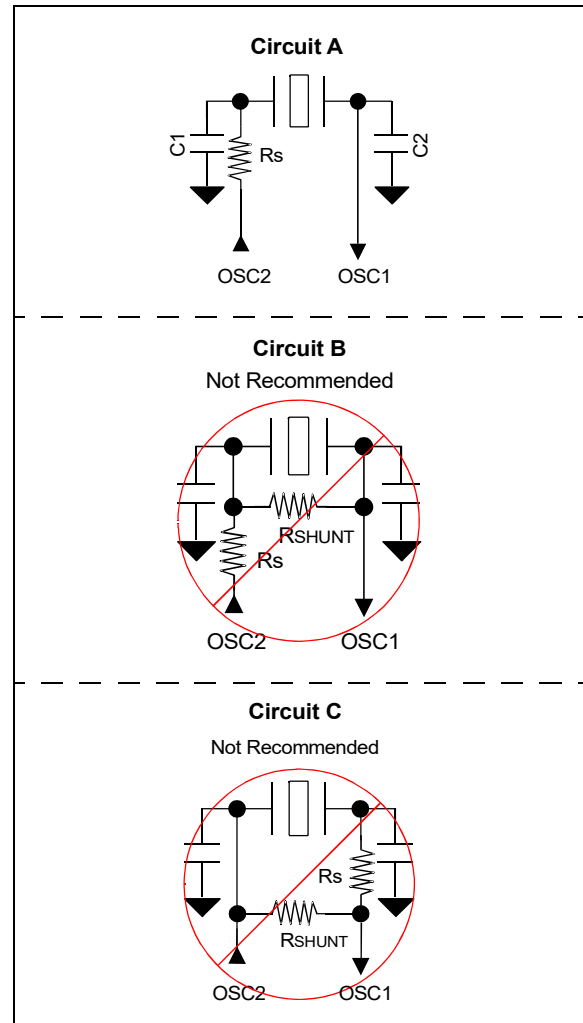 Circuit A
C1
Rs
C2
OSC2 OSC1
Circuit B
Not Recommended
RSHUNT
Rs
OSC2 OSC1
Circuit C
Not Recommended
Rs
RSHUNT
OSC2 OSC1